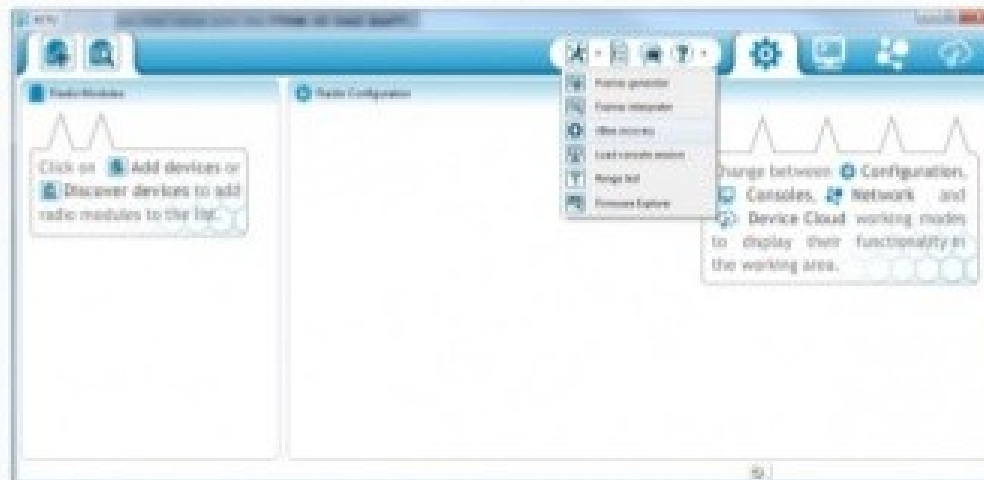 XCTU
Radio Modules
Radio Configuration
Click on Add devices or
Discover devices to add
radio modules to the list.
Frames generator
Frames interpreter
XBee recovery
Load console session
Range test
Firmware Explorer
Change between Configuration,
Consoles, Network and
Device Cloud working modes
to display their functionality in
the working area.